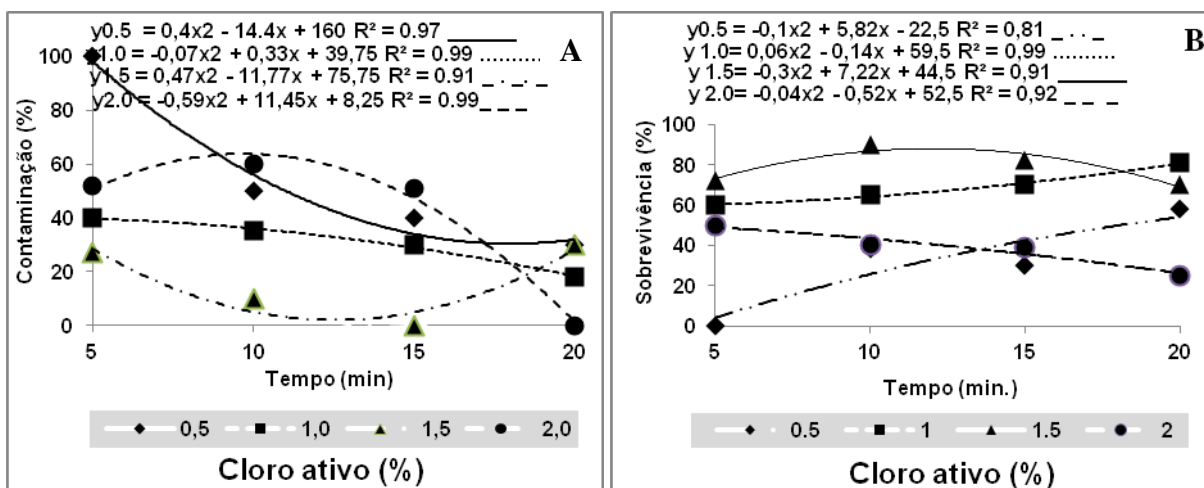 y0.5 = 0,4x2 - 14.4x + 160 R² = 0.97
y1.0 = -0,07x2 + 0,33x + 39,75 R² = 0.99
y1.5 = 0,47x2 - 11,77x + 75,75 R² = 0.91
y2.0 = -0,59x2 + 11,45x + 8,25 R² = 0.99
A
100
80
60
40
20
0
5
10
15
20
Contaminação (%)
Tempo (min)
0,5
1,0
1,5
2,0
Cloro ativo (%)
y0.5 = -0,1x2 + 5,82x - 22,5 R² = 0,81
y 1.0= 0,06x2 - 0,14x + 59,5 R² = 0,99
y 1.5= -0,3x2 + 7,22x + 44,5 R² = 0,91
y 2.0= -0,04x2 - 0,52x + 52,5 R² = 0,92
B
100
80
60
40
20
0
5
10
15
20
Sobrevivência (%)
Tempo (min.)
0.5
1
1.5
2
Cloro ativo (%)